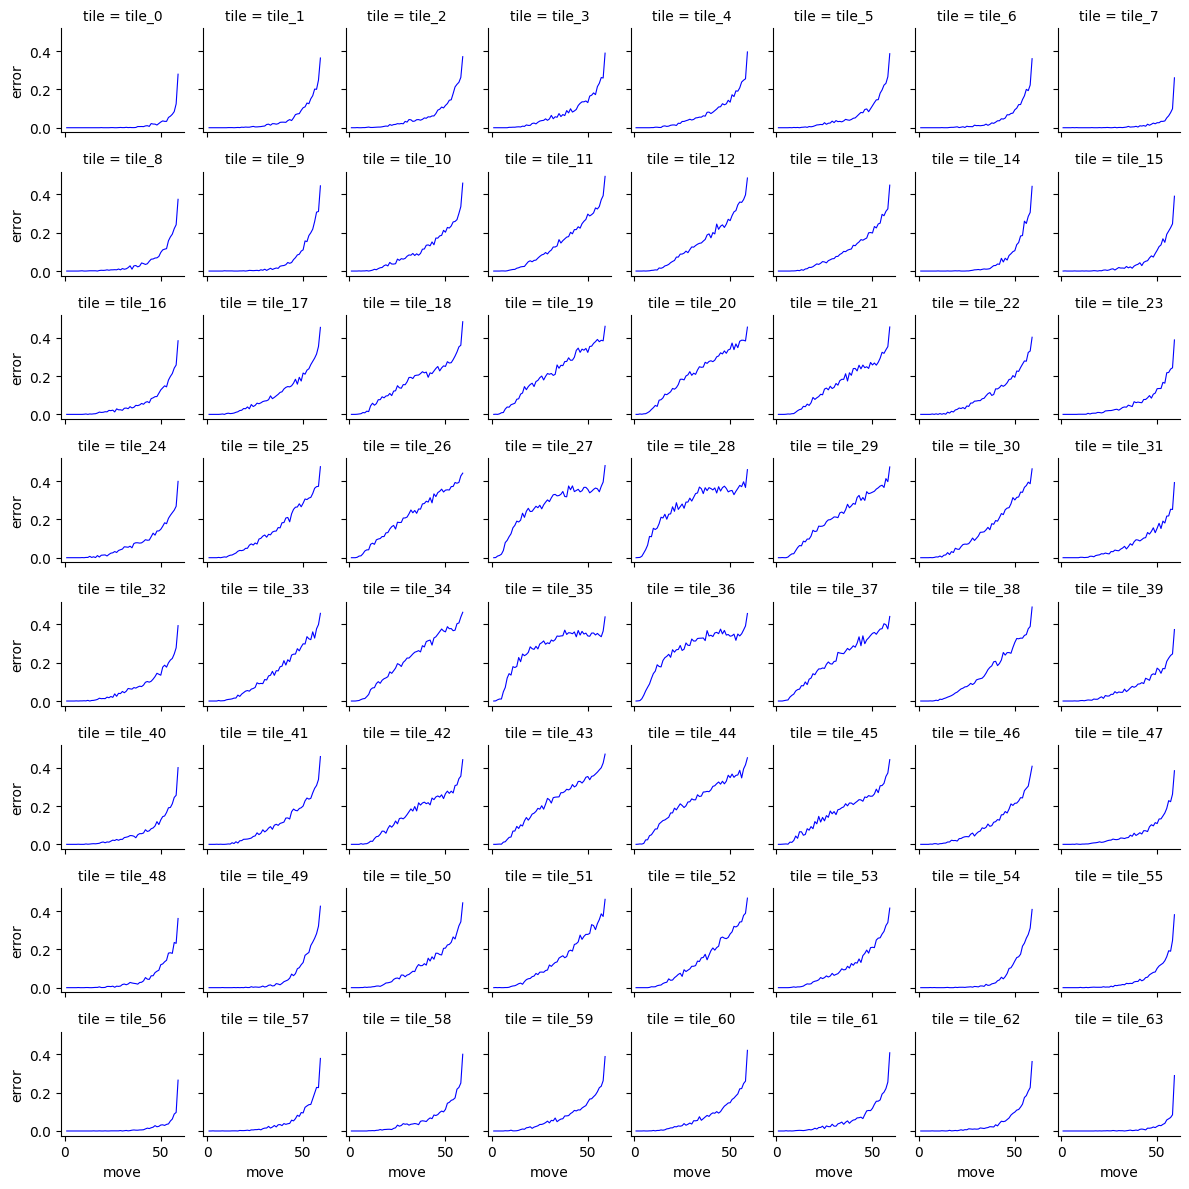 tile = tile_0 tile = tile_1 tile = tile_2 tile = tile_3 tile = tile_4 tile = tile_5 tile = tile_6 tile = tile_7
0.4
0.2
0.0
error
tile = tile_8 tile = tile_9 tile = tile_10 tile = tile_11 tile = tile_12 tile = tile_13 tile = tile_14 tile = tile_15
0.4
0.2
0.0
error
tile = tile_16 tile = tile_17 tile = tile_18 tile = tile_19 tile = tile_20 tile = tile_21 tile = tile_22 tile = tile_23
0.4
0.2
0.0
error
tile = tile_24 tile = tile_25 tile = tile_26 tile = tile_27 tile = tile_28 tile = tile_29 tile = tile_30 tile = tile_31
0.4
0.2
0.0
error
tile = tile_32 tile = tile_33 tile = tile_34 tile = tile_35 tile = tile_36 tile = tile_37 tile = tile_38 tile = tile_39
0.4
0.2
0.0
error
tile = tile_40 tile = tile_41 tile = tile_42 tile = tile_43 tile = tile_44 tile = tile_45 tile = tile_46 tile = tile_47
0.4
0.2
0.0
error
tile = tile_48 tile = tile_49 tile = tile_50 tile = tile_51 tile = tile_52 tile = tile_53 tile = tile_54 tile = tile_55
0.4
0.2
0.0
error
tile = tile_56 tile = tile_57 tile = tile_58 tile = tile_59 tile = tile_60 tile = tile_61 tile = tile_62 tile = tile_63
0.4
0.2
0.0
error
0 50 0 50 0 50 0 50 0 50 0 50 0 50 0 50
move move move move move move move move